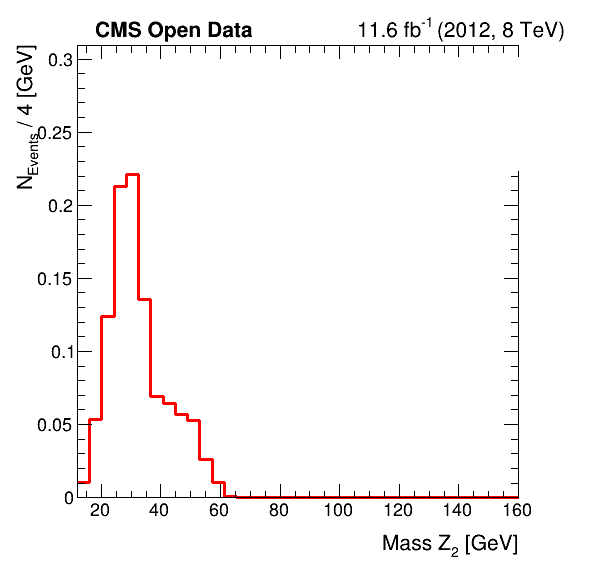 CMS Open Data
11.6 fb⁻¹ (2012, 8 TeV)
N_Events / 4 [GeV]
0.3
0.25
0.2
0.15
0.1
0.05
0
20 40 60 80 100 120 140 160
Mass Z₂ [GeV]